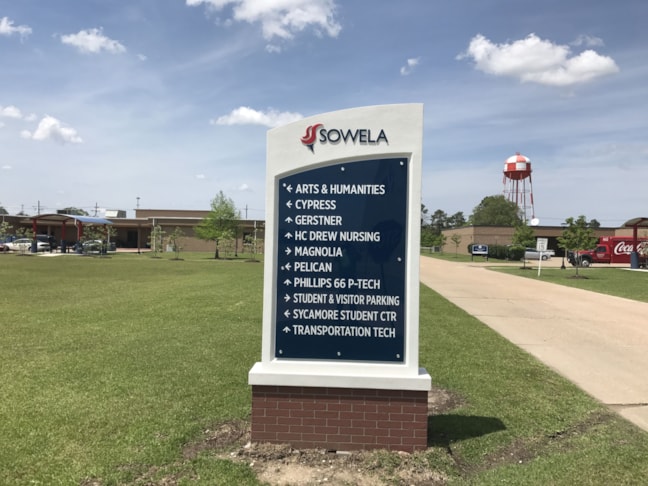 SOWELA
← ARTS & HUMANITIES
← CYPRESS
↑ GERSTNER
↑ HC DREW NURSING
→ MAGNOLIA
← PELICAN
↑ PHILLIPS 66 P-TECH
→ STUDENT & VISITOR PARKING
← SYCAMORE STUDENT CTR
↑ TRANSPORTATION TECH
Coca-C